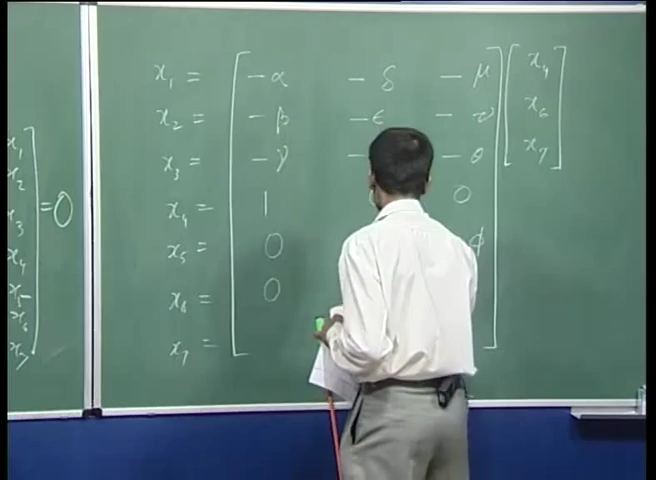 x₁ = -α -δ -μ x₄
x₂ = -β -ϵ -ν x₆
x₃ = -γ - -θ x₇
x₄ = 1 0
x₅ = 0 ϕ
x₆ = 0
x₇ =
x₁
x₂
x₃ = 0
x₄
x₅
x₆
x₇